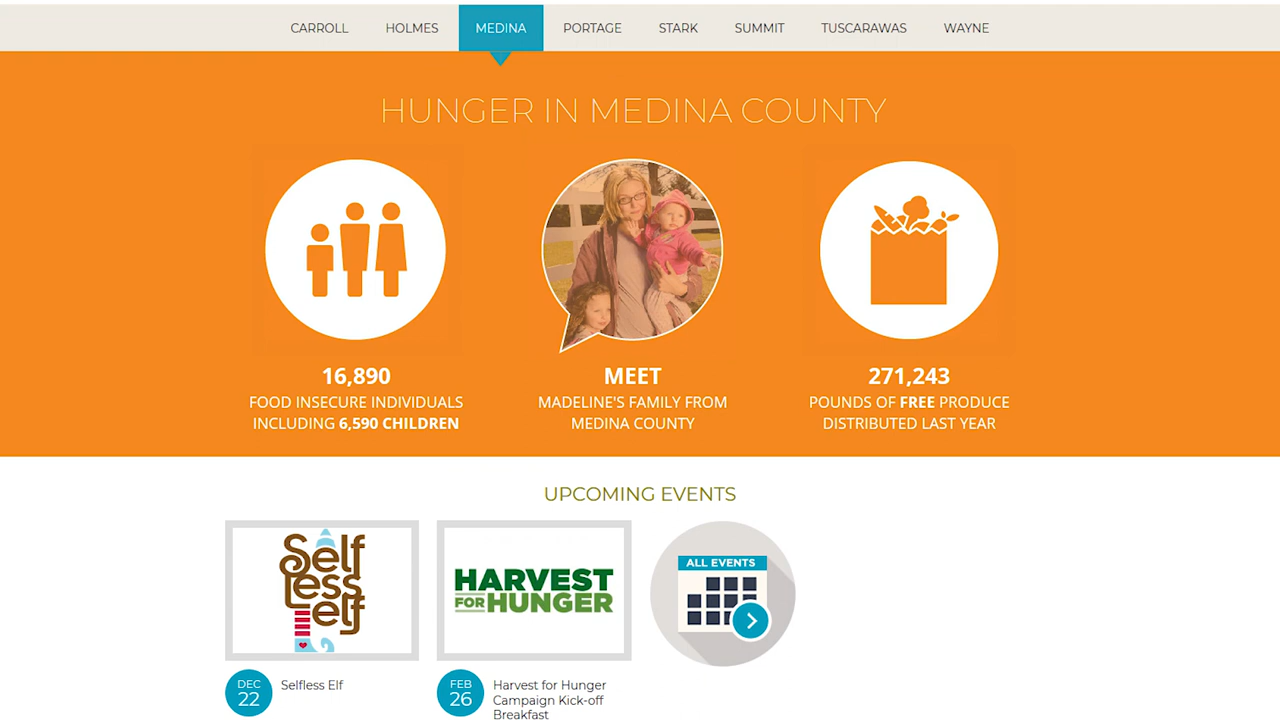 CARROLL HOLMES MEDINA PORTAGE STARK SUMMIT TUSCARAWAS WAYNE
HUNGER IN MEDINA COUNTY
16,890
FOOD INSECURE INDIVIDUALS
INCLUDING 6,590 CHILDREN
MEET
MADELINE'S FAMILY FROM
MEDINA COUNTY
271,243
POUNDS OF FREE PRODUCE
DISTRIBUTED LAST YEAR
UPCOMING EVENTS
Self
less
elf
HARVEST
FOR HUNGER
ALL EVENTS
DEC
22
Selfless Elf
FEB
26
Harvest for Hunger
Campaign Kick-off
Breakfast